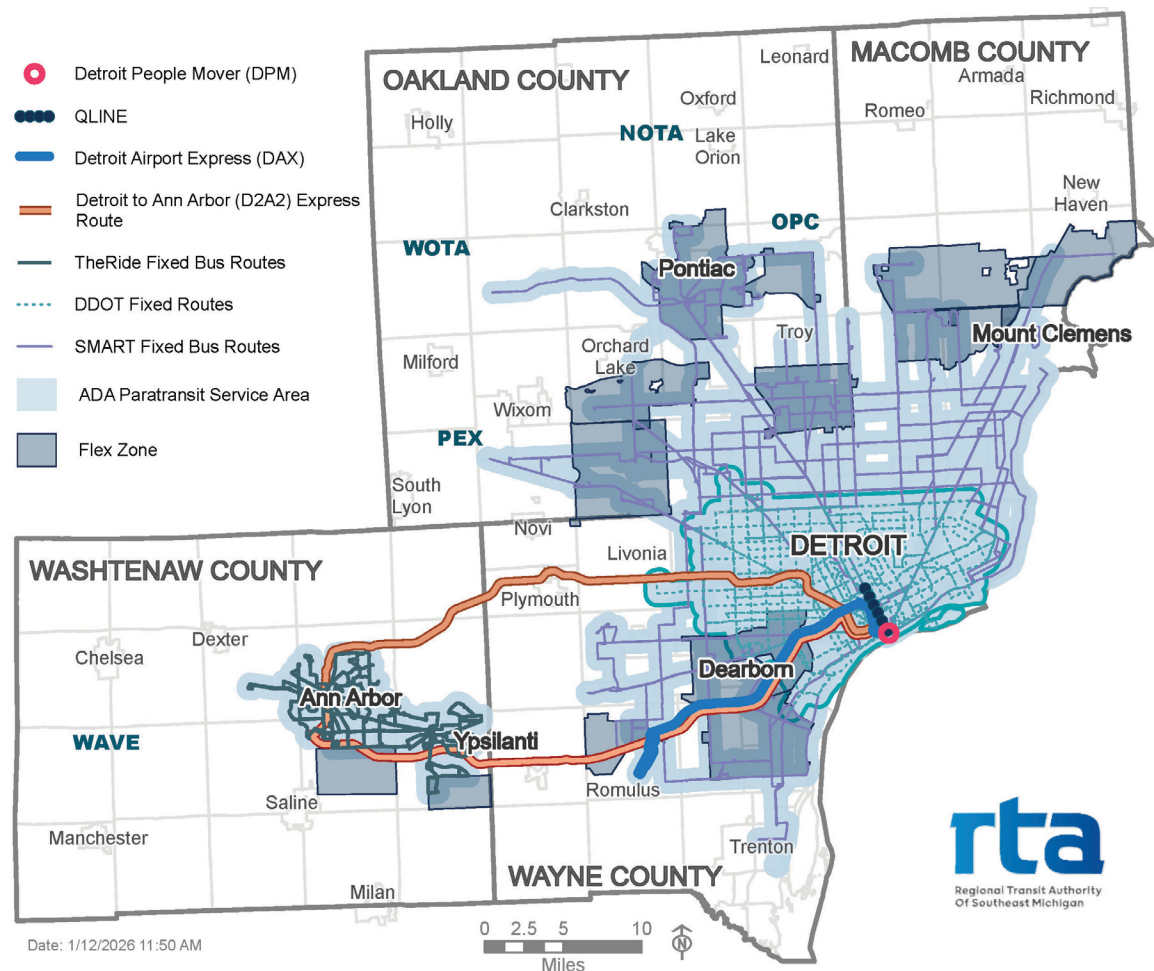 Detroit People Mover (DPM)
QLINE
Detroit Airport Express (DAX)
Detroit to Ann Arbor (D2A2) Express
Route
TheRide Fixed Bus Routes
DDOT Fixed Routes
SMART Fixed Bus Routes
ADA Paratransit Service Area
Flex Zone
OAKLAND COUNTY
MACOMB COUNTY
Leonard
Armada
Richmond
Romeo
Oxford
Holly
NOTA
Lake
Orion
New
Haven
Clarkston
OPC
WOTA
Pontiac
Mount Clemens
Troy
Orchard
Lake
Milford
Wixom
PEX
South
Lyon
Novi
Livonia
DETROIT
WASHTENAW COUNTY
Plymouth
Dexter
Chelsea
Dearborn
Ann Arbor
WAVE
Ypsilanti
Romulus
Saline
Manchester
Trenton
WAYNE COUNTY
Milan
rta
Regional Transit Authority
Of Southeast Michigan
Date: 1/12/2026 11:50 AM
0 2.5 5 10
Miles
N